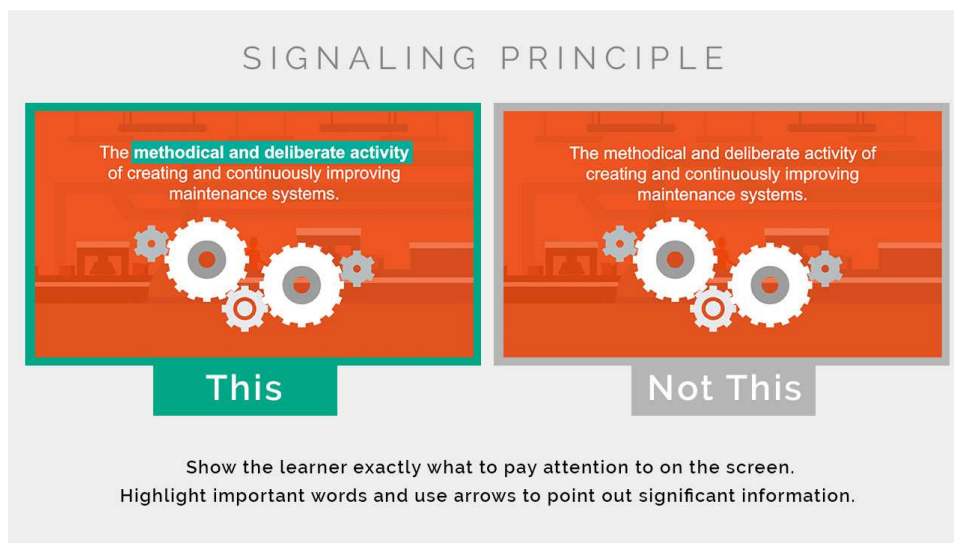 SIGNALING PRINCIPLE
The methodical and deliberate activity
of creating and continuously improving
maintenance systems.
This
The methodical and deliberate activity of
creating and continuously improving
maintenance systems.
Not This
Show the learner exactly what to pay attention to on the screen.
Highlight important words and use arrows to point out significant information.